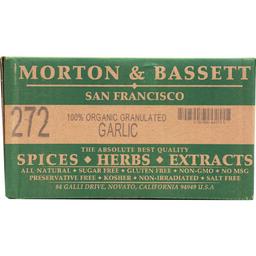 MORTON & BASSETT
SAN FRANCISCO
272
100% ORGANIC GRANULATED
GARLIC
THE ABSOLUTE BEST QUALITY
SPICES • HERBS • EXTRACTS
ALL NATURAL • SUGAR FREE • GLUTEN FREE • NON-GMO • NO MSG
PRESERVATIVE FREE • KOSHER • NON-IRRADIATED • SALT FREE
84 GALLI DRIVE, NOVATO, CALIFORNIA 94949 U.S.A